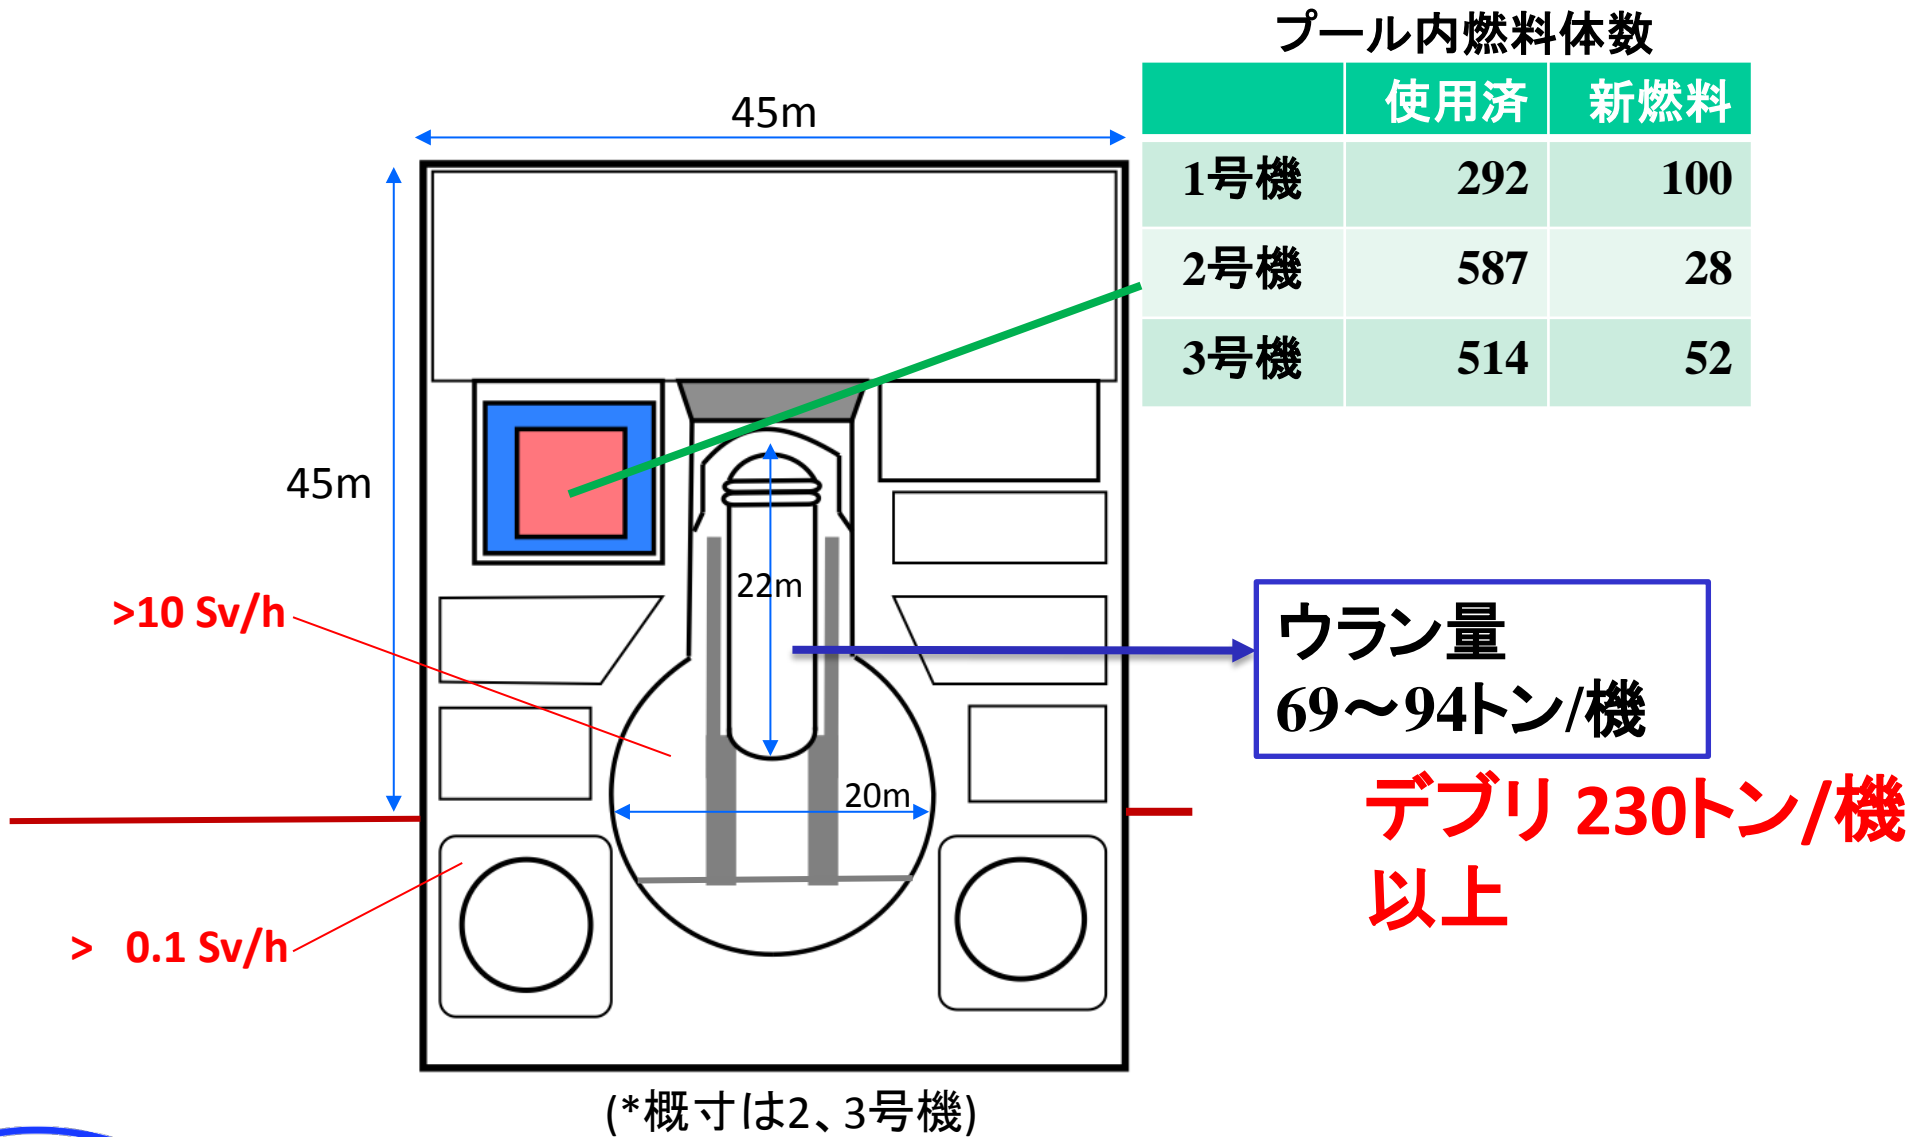 プール内燃料体数
使用済 新燃料
1号機 292 100
2号機 587 28
3号機 514 52
45m
45m
22m
>10 Sv/h
ウラン量
69～94トン/機
20m
デブリ 230トン/機
以上
> 0.1 Sv/h
(*概寸は2、3号機)